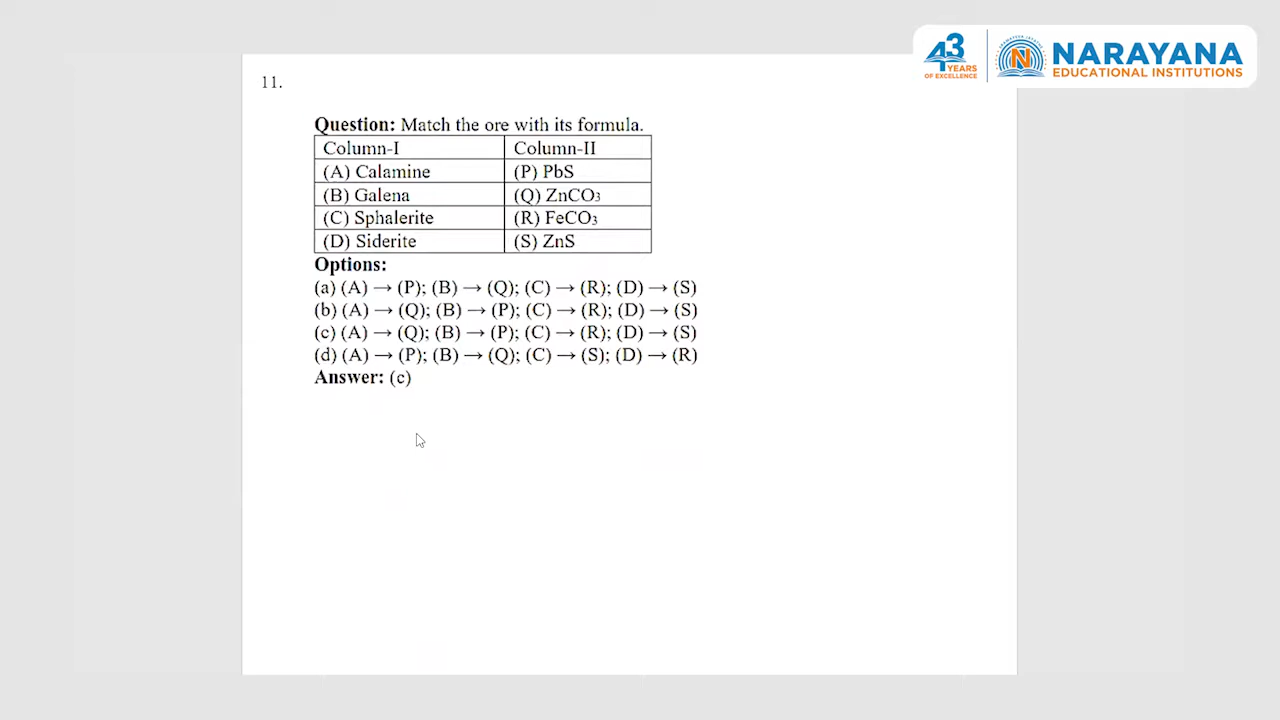 43
YEARS
OF EXCELLENCE
N
NARAYANA
EDUCATIONAL INSTITUTIONS
11.
Question: Match the ore with its formula.
Column-I Column-II
(A) Calamine (P) PbS
(B) Galena (Q) ZnCO₃
(C) Sphalerite (R) FeCO₃
(D) Siderite (S) ZnS
Options:
(a) (A) → (P); (B) → (Q); (C) → (R); (D) → (S)
(b) (A) → (Q); (B) → (P); (C) → (R); (D) → (S)
(c) (A) → (Q); (B) → (P); (C) → (R); (D) → (S)
(d) (A) → (P); (B) → (Q); (C) → (S); (D) → (R)
Answer: (c)